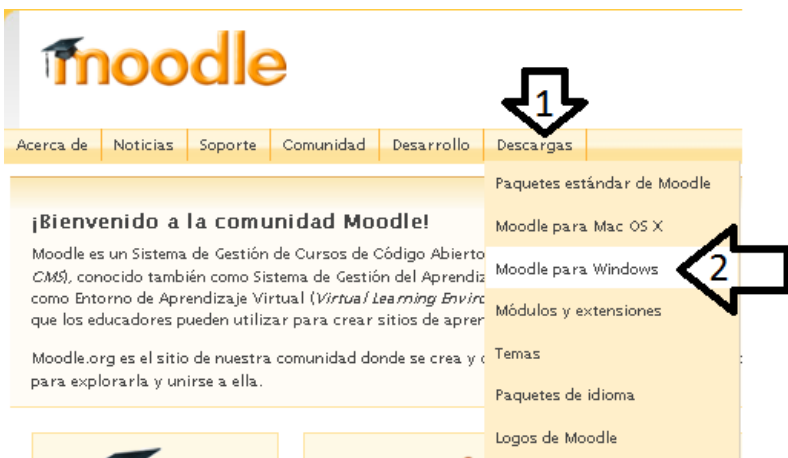 moodle
1
Acerca de Noticias Soporte Comunidad Desarrollo Descargas
Paquetes estándar de Moodle
Moodle para Mac OS X
Moodle para Windows
2
Módulos y extensiones
Temas
Paquetes de idioma
Logos de Moodle
¡Bienvenido a la comunidad Moodle!
Moodle es un Sistema de Gestión de Cursos de Código Abierto
CMS), conocido también como Sistema de Gestión del Aprendiz
como Entorno de Aprendizaje Virtual (Virtual Learning Enviro
que los educadores pueden utilizar para crear sitios de apren
Moodle.org es el sitio de nuestra comunidad donde se crea y
para explorarla y unirse a ella.